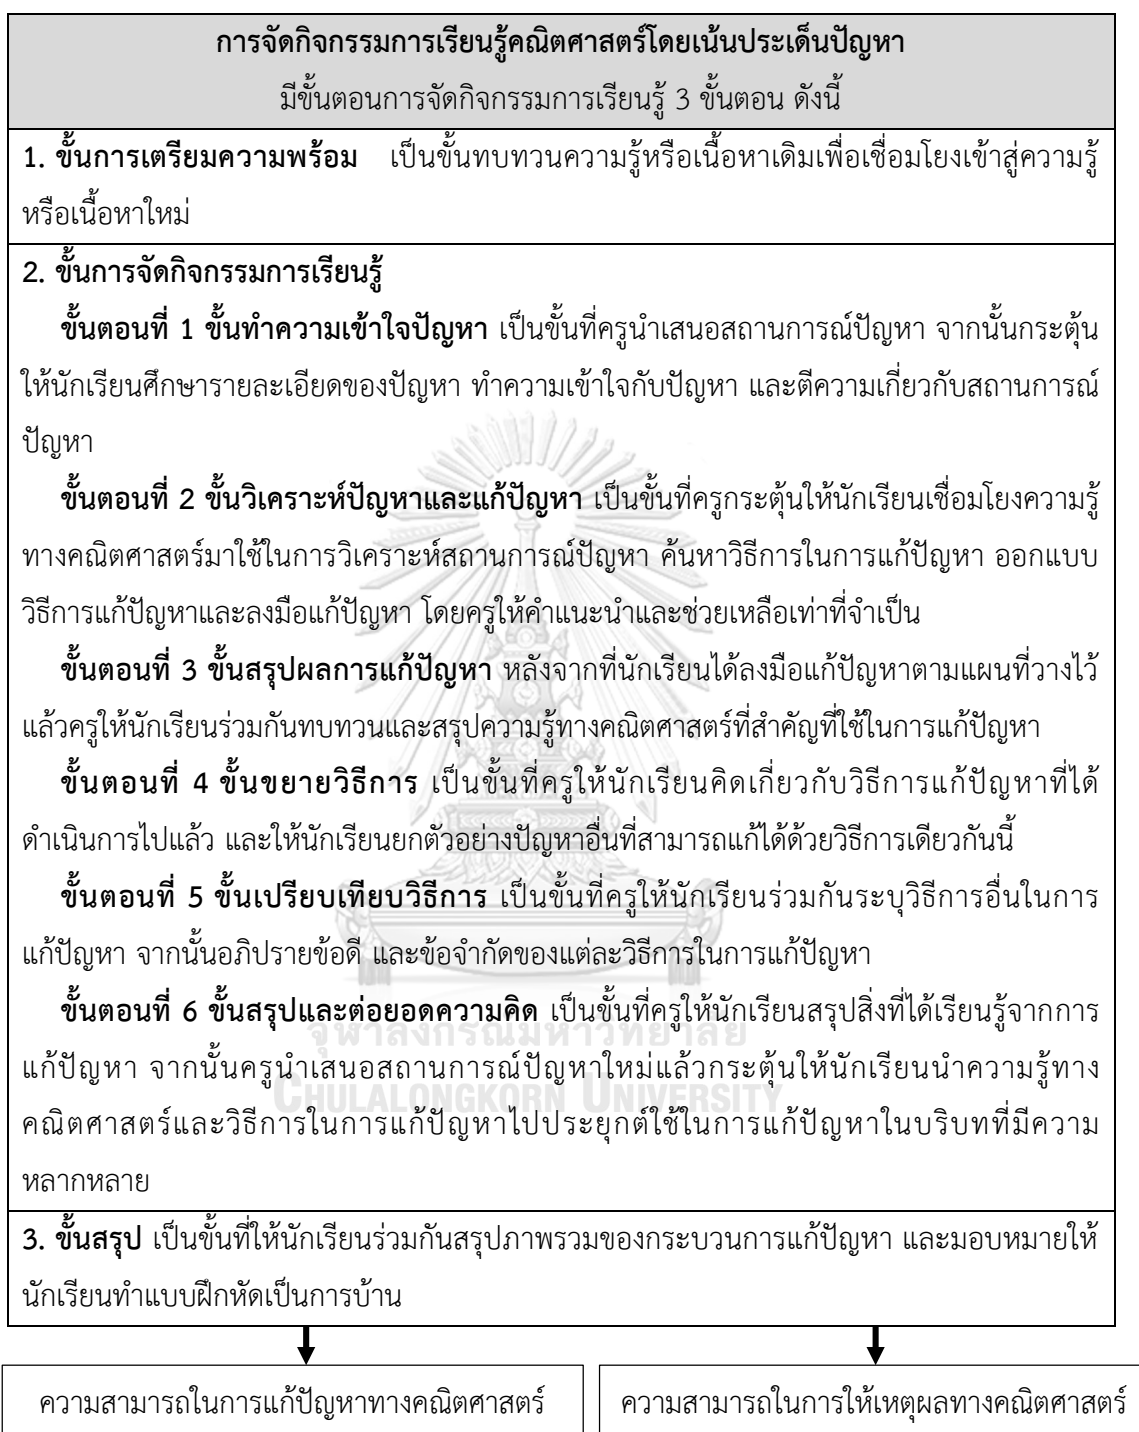 การจัดกิจกรรมการเรียนรู้คณิตศาสตร์โดยเน้นประเด็นปัญหา
มีขั้นตอนการจัดกิจกรรมการเรียนรู้ 3 ขั้นตอน ดังนี้
1. ขั้นการเตรียมความพร้อม เป็นขั้นทบทวนความรู้หรือเนื้อหาเดิมเพื่อเชื่อมโยงเข้าสู่ความรู้
หรือเนื้อหาใหม่
2. ขั้นการจัดกิจกรรมการเรียนรู้
ขั้นตอนที่ 1 ขั้นทำความเข้าใจปัญหา เป็นขั้นที่ครูนำเสนอสถานการณ์ปัญหา จากนั้นกระตุ้น
ให้นักเรียนศึกษารายละเอียดของปัญหา ทำความเข้าใจกับปัญหา และตีความเกี่ยวกับสถานการณ์
ปัญหา
ขั้นตอนที่ 2 ขั้นวิเคราะห์ปัญหาและแก้ปัญหา เป็นขั้นที่ครูกระตุ้นให้นักเรียนเชื่อมโยงความรู้
ทางคณิตศาสตร์มาใช้ในการวิเคราะห์สถานการณ์ปัญหา ค้นหาวิธีการในการแก้ปัญหา ออกแบบ
วิธีการแก้ปัญหาและลงมือแก้ปัญหา โดยครูให้คำแนะนำและช่วยเหลือเท่าที่จำเป็น
ขั้นตอนที่ 3 ขั้นสรุปผลการแก้ปัญหา หลังจากที่นักเรียนได้ลงมือแก้ปัญหาตามแผนที่วางไว้
แล้วครูให้นักเรียนร่วมกันทบทวนและสรุปความรู้ทางคณิตศาสตร์ที่สำคัญที่ใช้ในการแก้ปัญหา
ขั้นตอนที่ 4 ขั้นขยายวิธีการ เป็นขั้นที่ครูให้นักเรียนคิดเกี่ยวกับวิธีการแก้ปัญหาที่ได้
ดำเนินการไปแล้ว และให้นักเรียนยกตัวอย่างปัญหาอื่นที่สามารถแก้ได้ด้วยวิธีการเดียวกันนี้
ขั้นตอนที่ 5 ขั้นเปรียบเทียบวิธีการ เป็นขั้นที่ครูให้นักเรียนร่วมกันระบุวิธีการอื่นในการ
แก้ปัญหา จากนั้นอภิปรายข้อดี และข้อจำกัดของแต่ละวิธีการในการแก้ปัญหา
ขั้นตอนที่ 6 ขั้นสรุปและต่อยอดความคิด เป็นขั้นที่ครูให้นักเรียนสรุปสิ่งที่ได้เรียนรู้จากการ
จุฬาลงกรณ์มหาวิทยาลัย
แก้ปัญหา จากนั้นครูนำเสนอสถานการณ์ปัญหาใหม่แล้วกระตุ้นให้นักเรียนนำความรู้ทาง
CHULALONGKORN UNIVERSITY
คณิตศาสตร์และวิธีการในการแก้ปัญหาไปประยุกต์ใช้ในการแก้ปัญหาในบริบทที่มีความ
หลากหลาย
3. ขั้นสรุป เป็นขั้นที่ให้นักเรียนร่วมกันสรุปภาพรวมของกระบวนการแก้ปัญหา และมอบหมายให้
นักเรียนทำแบบฝึกหัดเป็นการบ้าน
ความสามารถในการแก้ปัญหาทางคณิตศาสตร์
ความสามารถในการให้เหตุผลทางคณิตศาสตร์